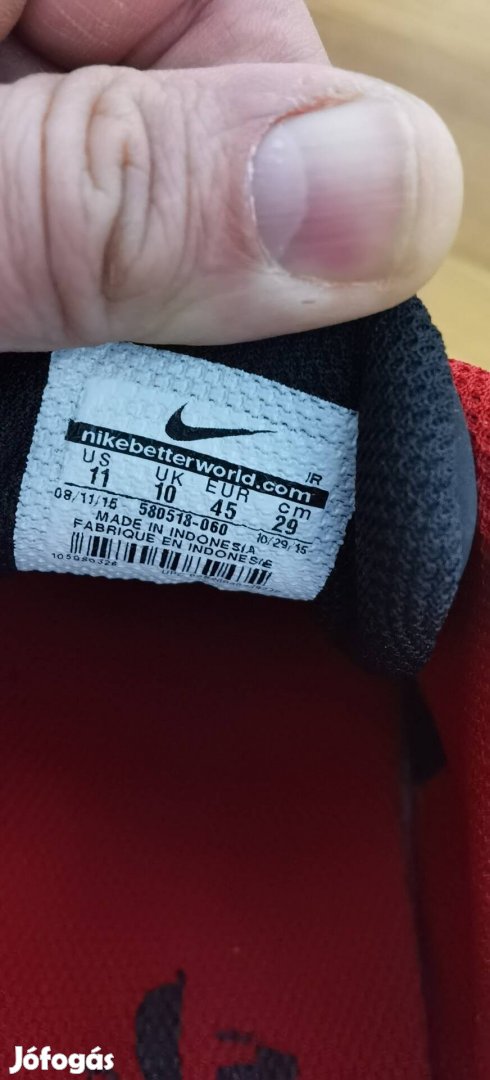 nikebetterworld.com
JR
US UK EUR cm
11 10 45 29
08/11/15 580518-060 10/29/15
MADE IN INDONESIA
FABRIQUE EN INDONESIE
Jófogás